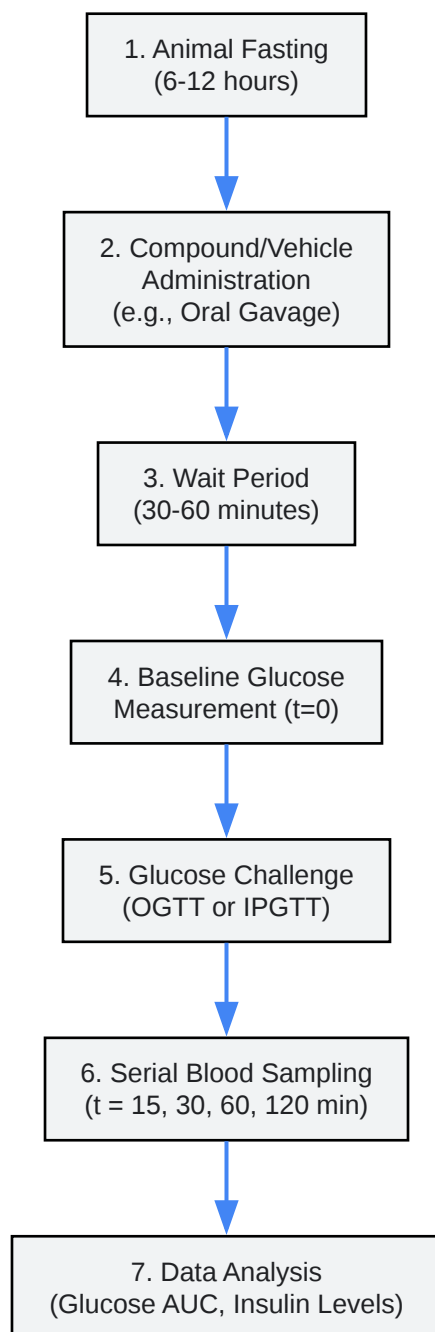 1. Animal Fasting
(6-12 hours)
2. Compound/Vehicle
Administration
(e.g., Oral Gavage)
3. Wait Period
(30-60 minutes)
4. Baseline Glucose
Measurement (t=0)
5. Glucose Challenge
(OGTT or IPGTT)
6. Serial Blood Sampling
(t = 15, 30, 60, 120 min)
7. Data Analysis
(Glucose AUC, Insulin Levels)